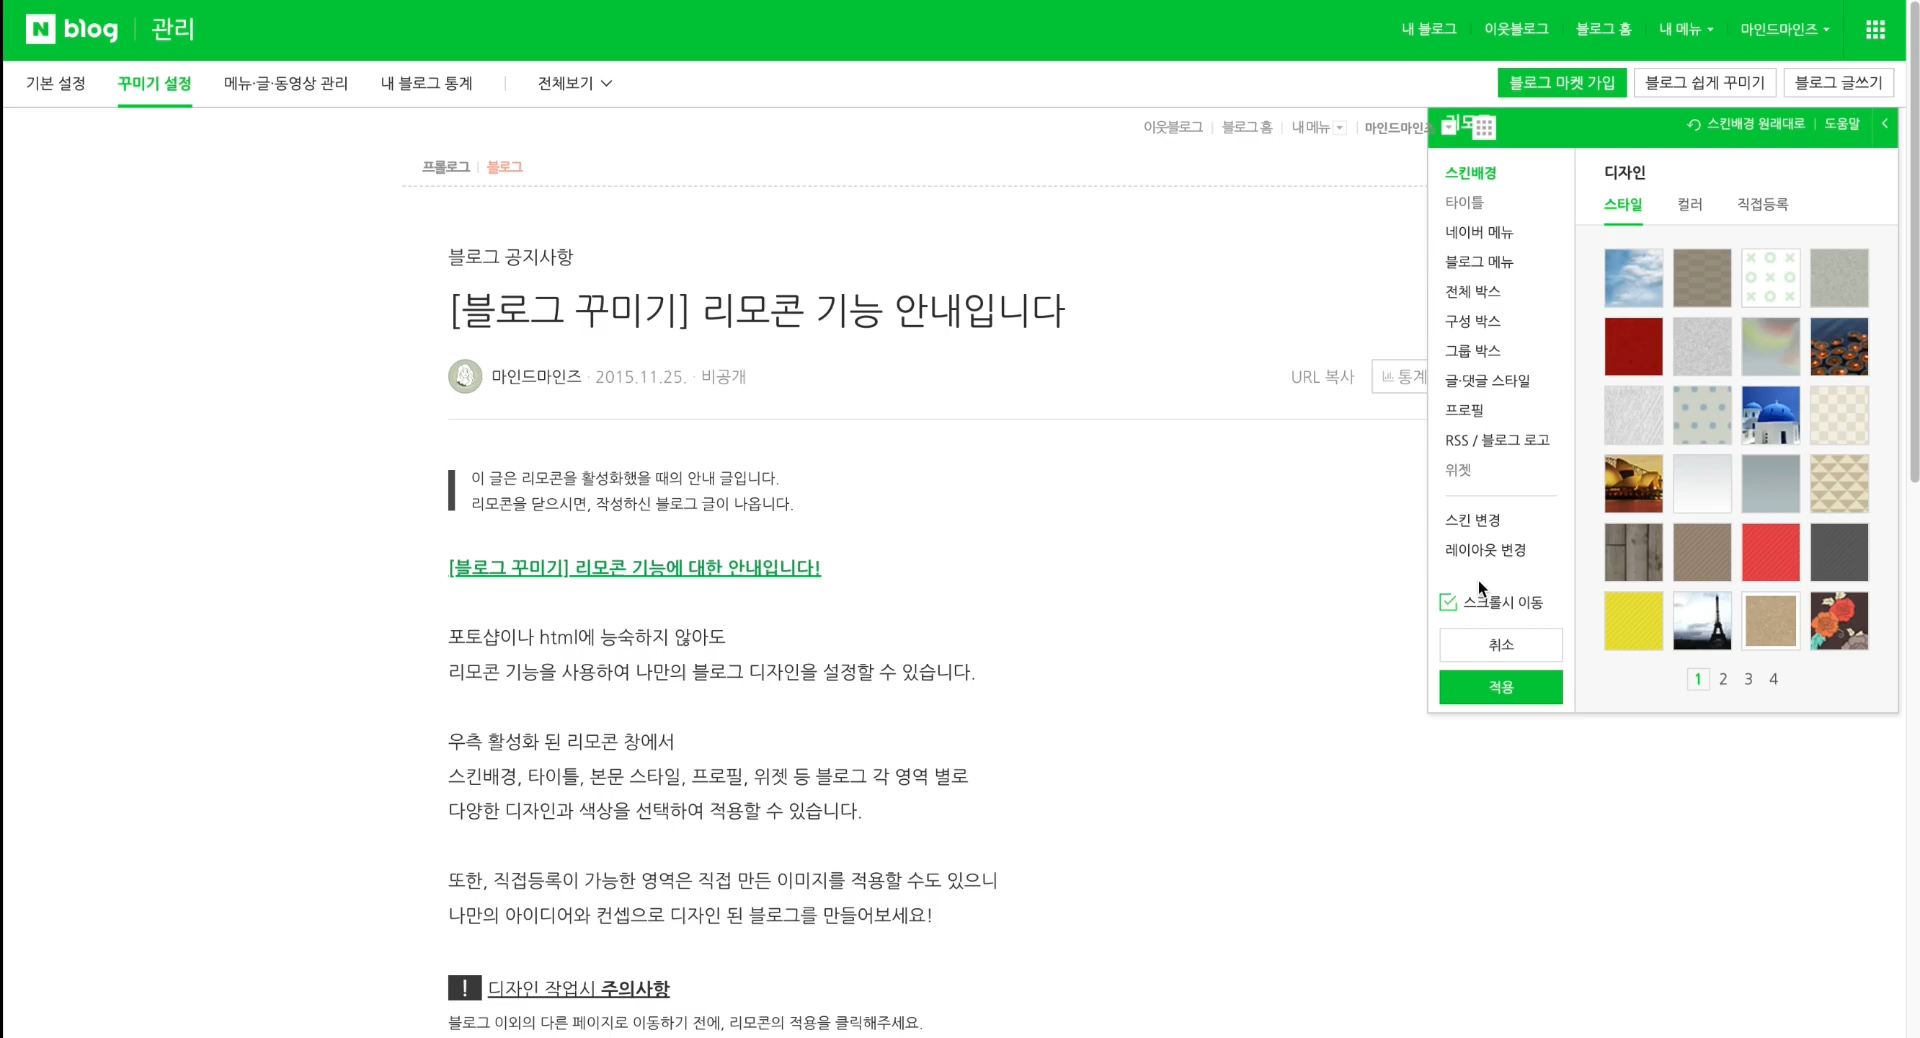 N blog 관리
내 블로그 이웃블로그 블로그 홈 내 메뉴 마인드마인즈
기본 설정 꾸미기 설정 메뉴·글·동영상 관리 내 블로그 통계 전체보기
블로그 마켓 가입 블로그 쉽게 꾸미기 블로그 글쓰기
이웃블로그 블로그 홈 내 메뉴
프롤로그 블로그
블로그 공지사항
[블로그 꾸미기] 리모콘 기능 안내입니다
마인드마인즈 · 2015.11.25. · 비공개
URL 복사 통계
이 글은 리모콘을 활성화했을 때의 안내 글입니다.
리모콘을 닫으시면, 작성하신 블로그 글이 나옵니다.
[블로그 꾸미기] 리모콘 기능에 대한 안내입니다!
포토샵이나 html에 능숙하지 않아도
리모콘 기능을 사용하여 나만의 블로그 디자인을 설정할 수 있습니다.
우측 활성화 된 리모콘 창에서
스킨배경, 타이틀, 본문 스타일, 프로필, 위젯 등 블로그 각 영역 별로
다양한 디자인과 색상을 선택하여 적용할 수 있습니다.
또한, 직접등록이 가능한 영역은 직접 만든 이미지를 적용할 수도 있으니
나만의 아이디어와 컨셉으로 디자인 된 블로그를 만들어보세요!
! 디자인 작업시 주의사항
블로그 이외의 다른 페이지로 이동하기 전에, 리모콘의 적용을 클릭해주세요.
스킨배경 원래대로 도움말
스킨배경
타이틀
네이버 메뉴
블로그 메뉴
전체 박스
구성 박스
그룹 박스
글·댓글 스타일
프로필
RSS / 블로그 로고
위젯
스킨 변경
레이아웃 변경
스크롤시 이동
취소
적용
디자인
스타일 컬러 직접등록
1 2 3 4